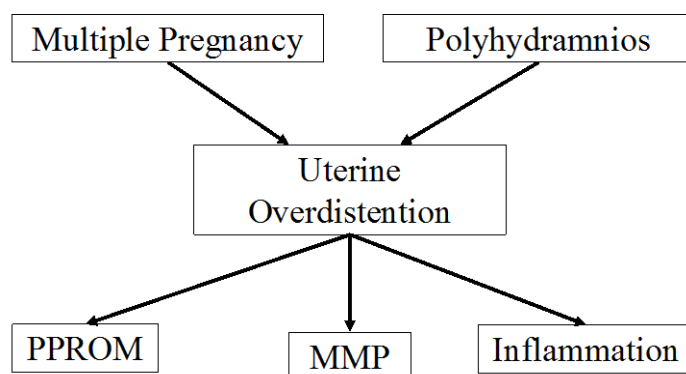 Multiple Pregnancy
Polyhydramnios
Uterine
Overdistention
PPROM
MMP
Inflammation